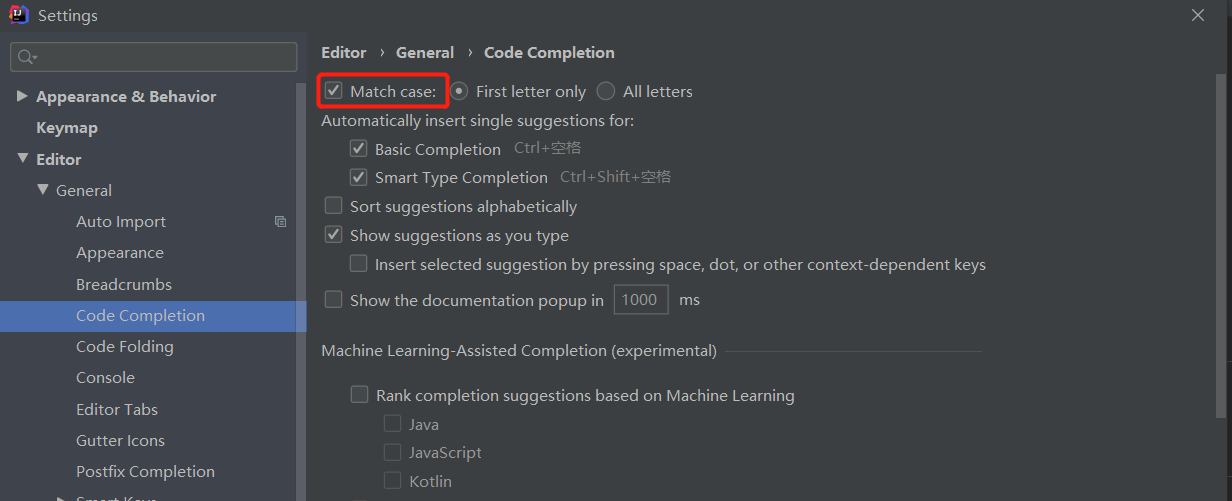 Settings
Editor › General › Code Completion
Match case: First letter only All letters
Appearance & Behavior
Automatically insert single suggestions for:
Keymap
Basic Completion Ctrl+空格
Editor
Smart Type Completion Ctrl+Shift+空格
General
Sort suggestions alphabetically
Auto Import
Show suggestions as you type
Appearance
Insert selected suggestion by pressing space, dot, or other context-dependent keys
Breadcrumbs
Show the documentation popup in 1000 ms
Code Completion
Code Folding
Machine Learning-Assisted Completion (experimental)
Console
Rank completion suggestions based on Machine Learning
Editor Tabs
Java
Gutter Icons
JavaScript
Postfix Completion
Kotlin
Smart Keys